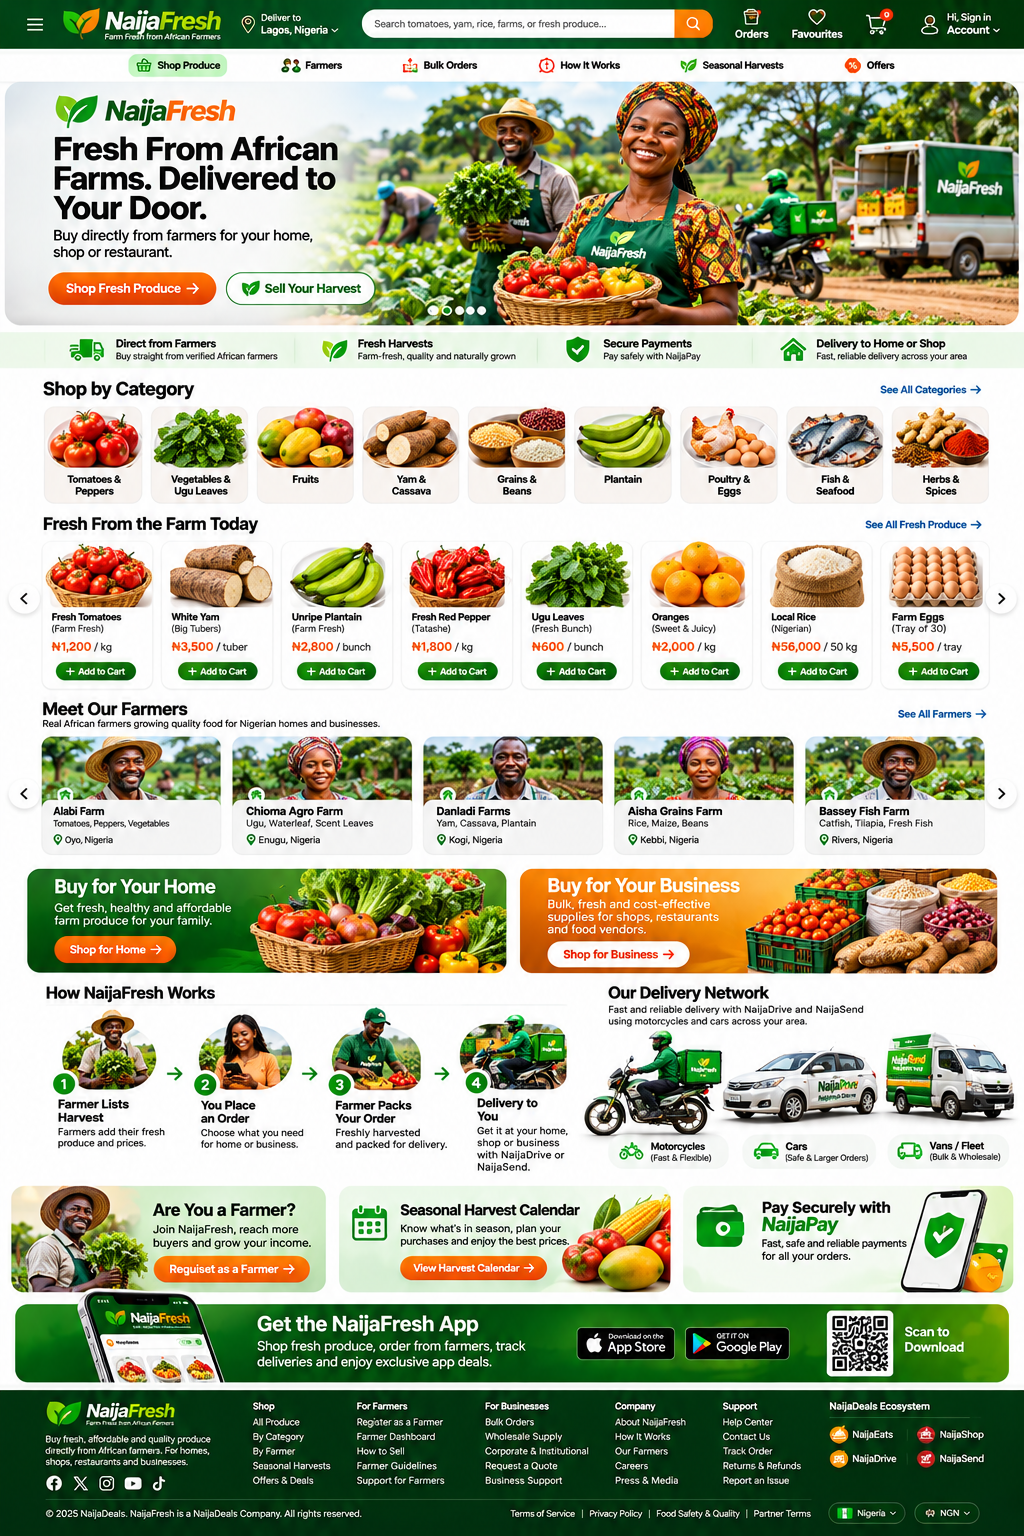 NaijaFresh
Farm Fresh from African Farmers
Deliver to
Lagos, Nigeria
Search tomatoes, yam, rice, farms, or fresh produce...
Orders
Favourites
0
Hi, Sign in
Account
Shop Produce
Farmers
Bulk Orders
How It Works
Seasonal Harvests
Offers
NaijaFresh
Fresh From African
Farms. Delivered to
Your Door.
Buy directly from farmers for your home,
shop or restaurant.
Shop Fresh Produce →
Sell Your Harvest
NaijaFresh
NaijaFresh
Direct from Farmers
Buy straight from verified African farmers
Fresh Harvests
Farm-fresh, quality and naturally grown
Secure Payments
Pay safely with NaijaPay
Delivery to Home or Shop
Fast, reliable delivery across your area
Shop by Category
See All Categories →
Tomatoes &
Peppers
Vegetables &
Ugu Leaves
Fruits
Yam &
Cassava
Grains &
Beans
Plantain
Poultry &
Eggs
Fish &
Seafood
Herbs &
Spices
Fresh From the Farm Today
See All Fresh Produce →
Fresh Tomatoes
(Farm Fresh)
₦1,200 / kg
+ Add to Cart
White Yam
(Big Tubers)
₦3,500 / tuber
+ Add to Cart
Unripe Plantain
(Farm Fresh)
₦2,800 / bunch
+ Add to Cart
Fresh Red Pepper
(Tatashe)
₦1,800 / kg
+ Add to Cart
Ugu Leaves
(Fresh Bunch)
₦600 / bunch
+ Add to Cart
Oranges
(Sweet & Juicy)
₦2,000 / kg
+ Add to Cart
Local Rice
(Nigerian)
₦56,000 / 50 kg
+ Add to Cart
Farm Eggs
(Tray of 30)
₦5,500 / tray
+ Add to Cart
Meet Our Farmers
Real African farmers growing quality food for Nigerian homes and businesses.
See All Farmers →
Alabi Farm
Tomatoes, Peppers, Vegetables
Oyo, Nigeria
Chioma Agro Farm
Ugu, Waterleaf, Scent Leaves
Enugu, Nigeria
Danladi Farms
Yam, Cassava, Plantain
Kogi, Nigeria
Aisha Grains Farm
Rice, Maize, Beans
Kebbi, Nigeria
Bassey Fish Farm
Catfish, Tilapia, Fresh Fish
Rivers, Nigeria
Buy for Your Home
Get fresh, healthy and affordable
farm produce for your family.
Shop for Home →
Buy for Your Business
Bulk, fresh and cost-effective
supplies for shops, restaurants
and food vendors.
Shop for Business →
How NaijaFresh Works
1
Farmer Lists
Harvest
Farmers add their fresh
produce and prices.
2
You Place
an Order
Choose what you need
for home or business.
3
Farmer Packs
Your Order
Freshly harvested
and packed for delivery.
4
Delivery to
You
Get it at your home,
shop or business
with NaijaDrive or
NaijaSend.
Our Delivery Network
Fast and reliable delivery with NaijaDrive and NaijaSend
using motorcycles and cars across your area.
Motorcycles
(Fast & Flexible)
Cars
(Safe & Larger Orders)
Vans / Fleet
(Bulk & Wholesale)
Are You a Farmer?
Join NaijaFresh, reach more
buyers and grow your income.
Reguiset as a Farmer →
Seasonal Harvest Calendar
Know what's in season, plan your
purchases and enjoy the best prices.
View Harvest Calendar →
Pay Securely with
NaijaPay
Fast, safe and reliable payments
for all your orders.
NaijaFresh
Get the NaijaFresh App
Shop fresh produce, order from farmers, track
deliveries and enjoy exclusive app deals.
Download on the
App Store
GET IT ON
Google Play
Scan to
Download
NaijaFresh
Farm Fresh from African Farmers
Buy fresh, affordable and quality produce
directly from African farmers. For homes,
shops, restaurants and businesses.
Shop
All Produce
By Category
By Farmer
Seasonal Harvests
Offers & Deals
For Farmers
Register as a Farmer
Farmer Dashboard
How to Sell
Farmer Guidelines
Support for Farmers
For Businesses
Bulk Orders
Wholesale Supply
Corporate & Institutional
Request a Quote
Business Support
Company
About NaijaFresh
How It Works
Our Farmers
Careers
Press & Media
Support
Help Center
Contact Us
Track Order
Returns & Refunds
Report an Issue
NaijaDeals Ecosystem
NaijaEats
NaijaShop
NaijaDrive
NaijaSend
© 2025 NaijaDeals. NaijaFresh is a NaijaDeals Company. All rights reserved.
Terms of Service | Privacy Policy | Food Safety & Quality | Partner Terms
Nigeria
NGN